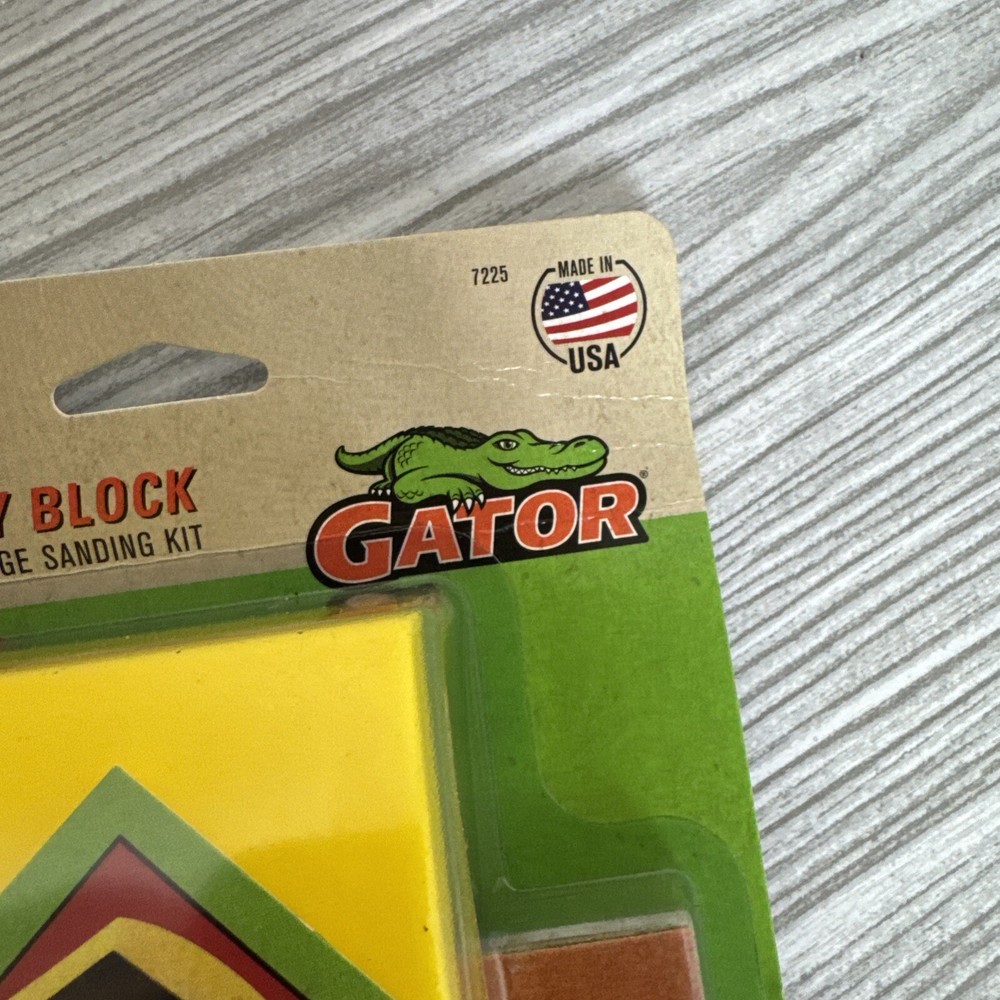 7225
MADE IN
USA
GATOR®
Y BLOCK
GE SANDING KIT